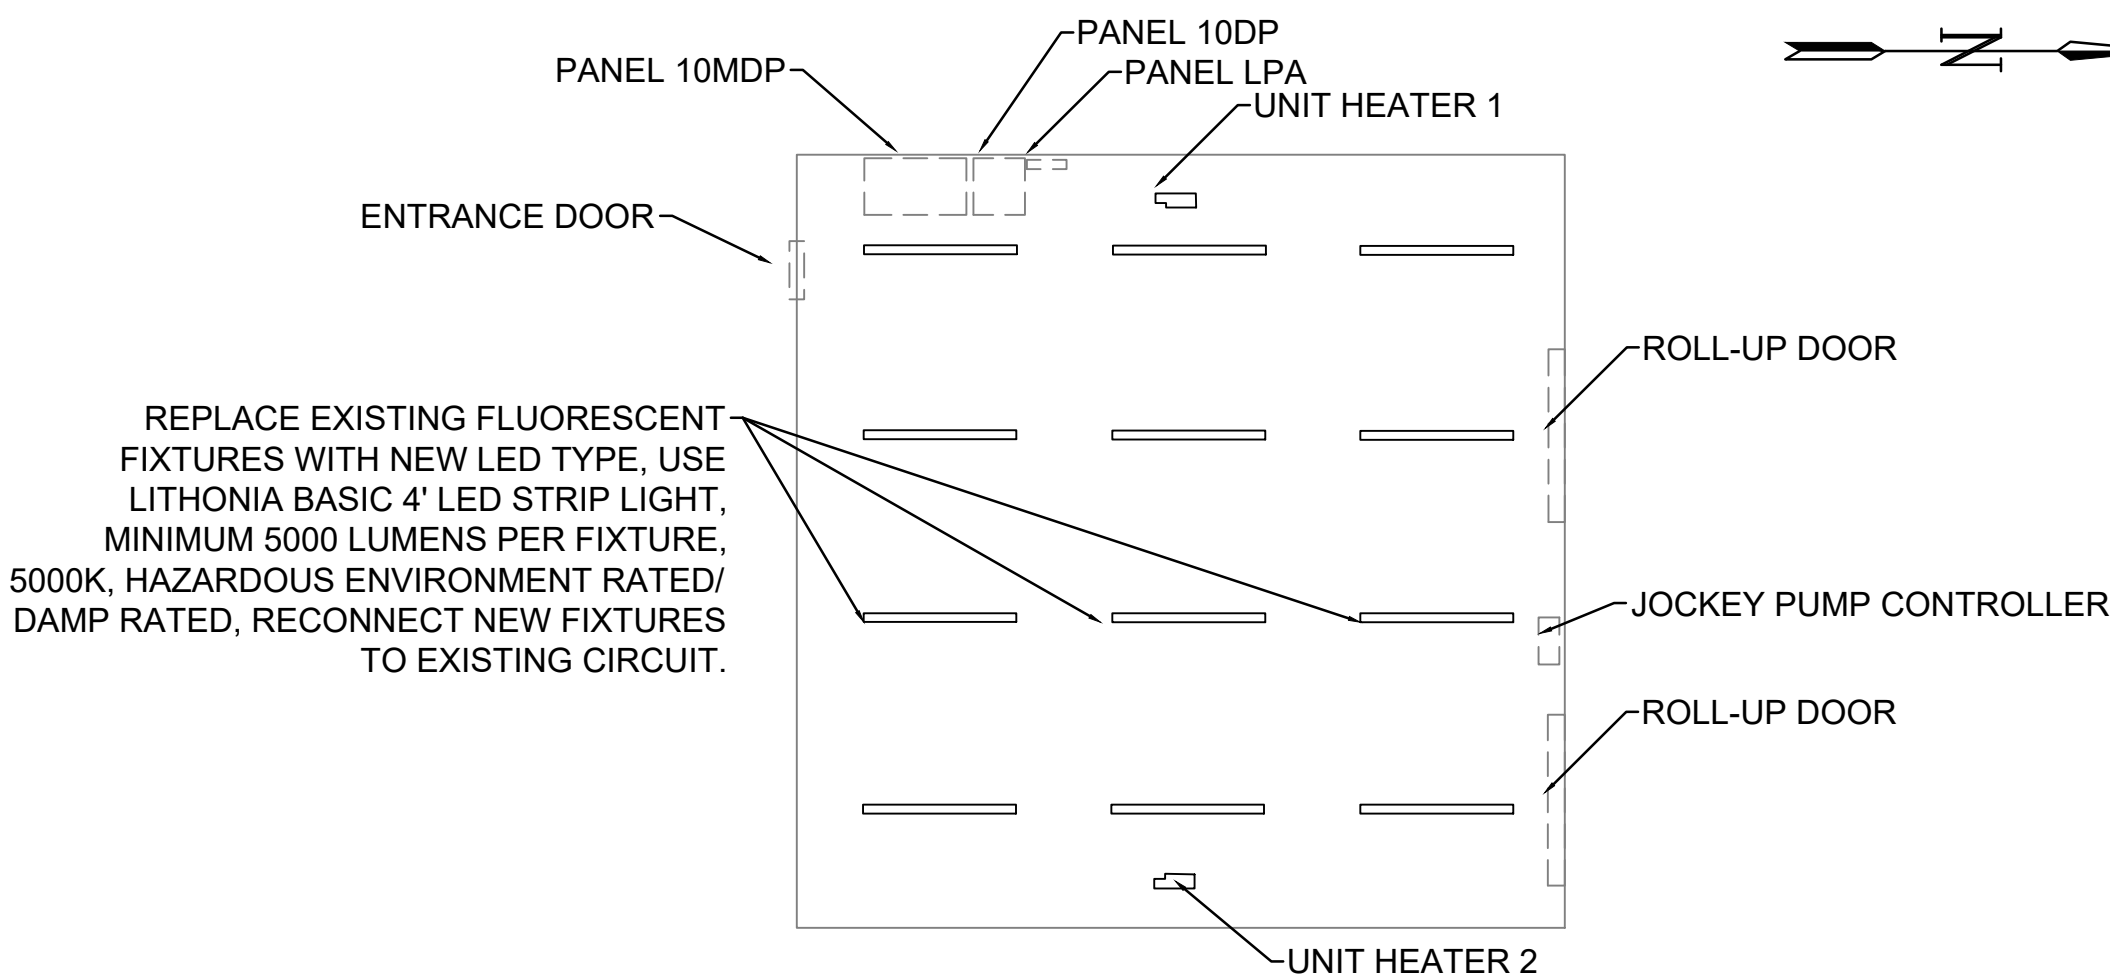 PANEL 10DP
PANEL 10MDP
PANEL LPA
UNIT HEATER 1
N
ENTRANCE DOOR
ROLL-UP DOOR
REPLACE EXISTING FLUORESCENT
FIXTURES WITH NEW LED TYPE, USE
LITHONIA BASIC 4' LED STRIP LIGHT,
MINIMUM 5000 LUMENS PER FIXTURE,
5000K, HAZARDOUS ENVIRONMENT RATED/
DAMP RATED, RECONNECT NEW FIXTURES
TO EXISTING CIRCUIT.
JOCKEY PUMP CONTROLLER
ROLL-UP DOOR
UNIT HEATER 2